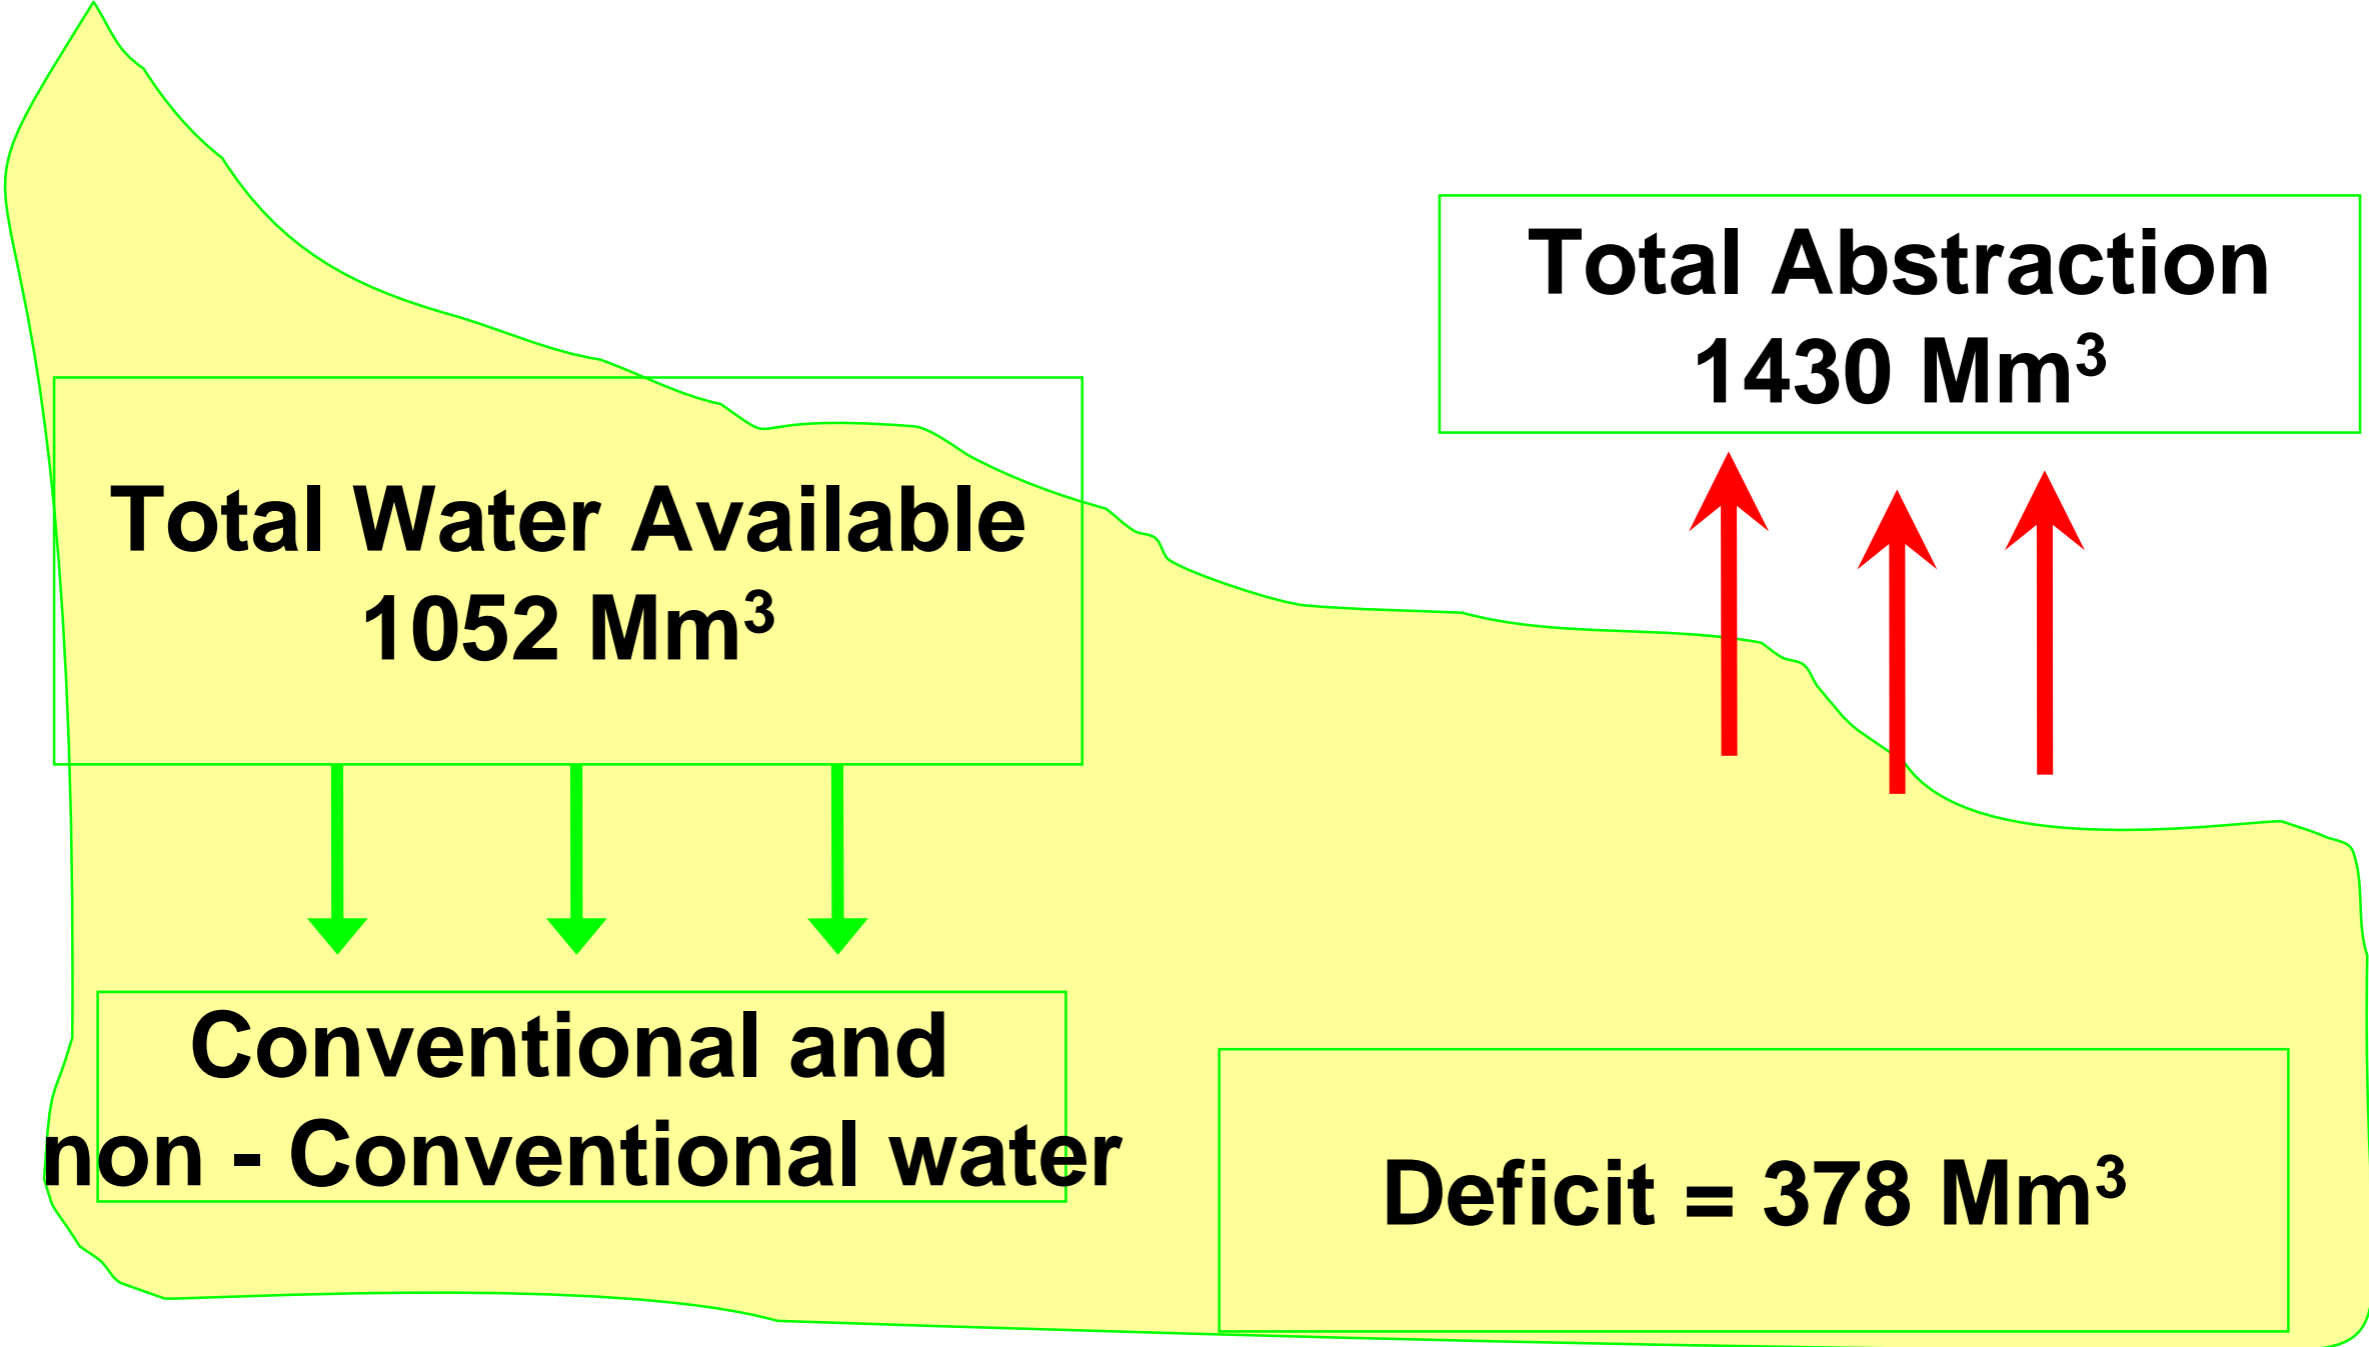 Total Abstraction
1430 Mm³
Total Water Available
1052 Mm³
Conventional and
non - Conventional water
Deficit = 378 Mm³